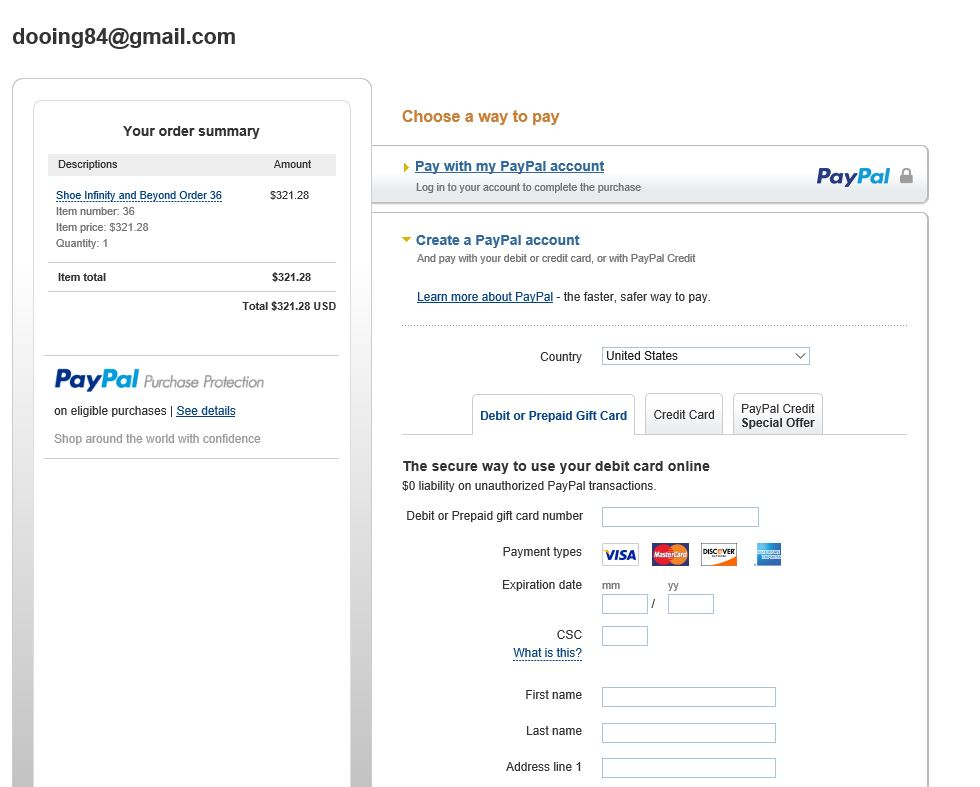 dooing84@gmail.com
Your order summary
Descriptions Amount
Shoe Infinity and Beyond Order 36 $321.28
Item number: 36
Item price: $321.28
Quantity: 1
Item total $321.28
Total $321.28 USD
PayPal Purchase Protection
on eligible purchases | See details
Shop around the world with confidence
Choose a way to pay
Pay with my PayPal account
Log in to your account to complete the purchase
PayPal
Create a PayPal account
And pay with your debit or credit card, or with PayPal Credit
Learn more about PayPal - the faster, safer way to pay.
Country United States
Debit or Prepaid Gift Card
Credit Card
PayPal Credit
Special Offer
The secure way to use your debit card online
$0 liability on unauthorized PayPal transactions.
Debit or Prepaid gift card number
Payment types VISA MasterCard DISCOVER
Expiration date mm yy
/
CSC
What is this?
First name
Last name
Address line 1